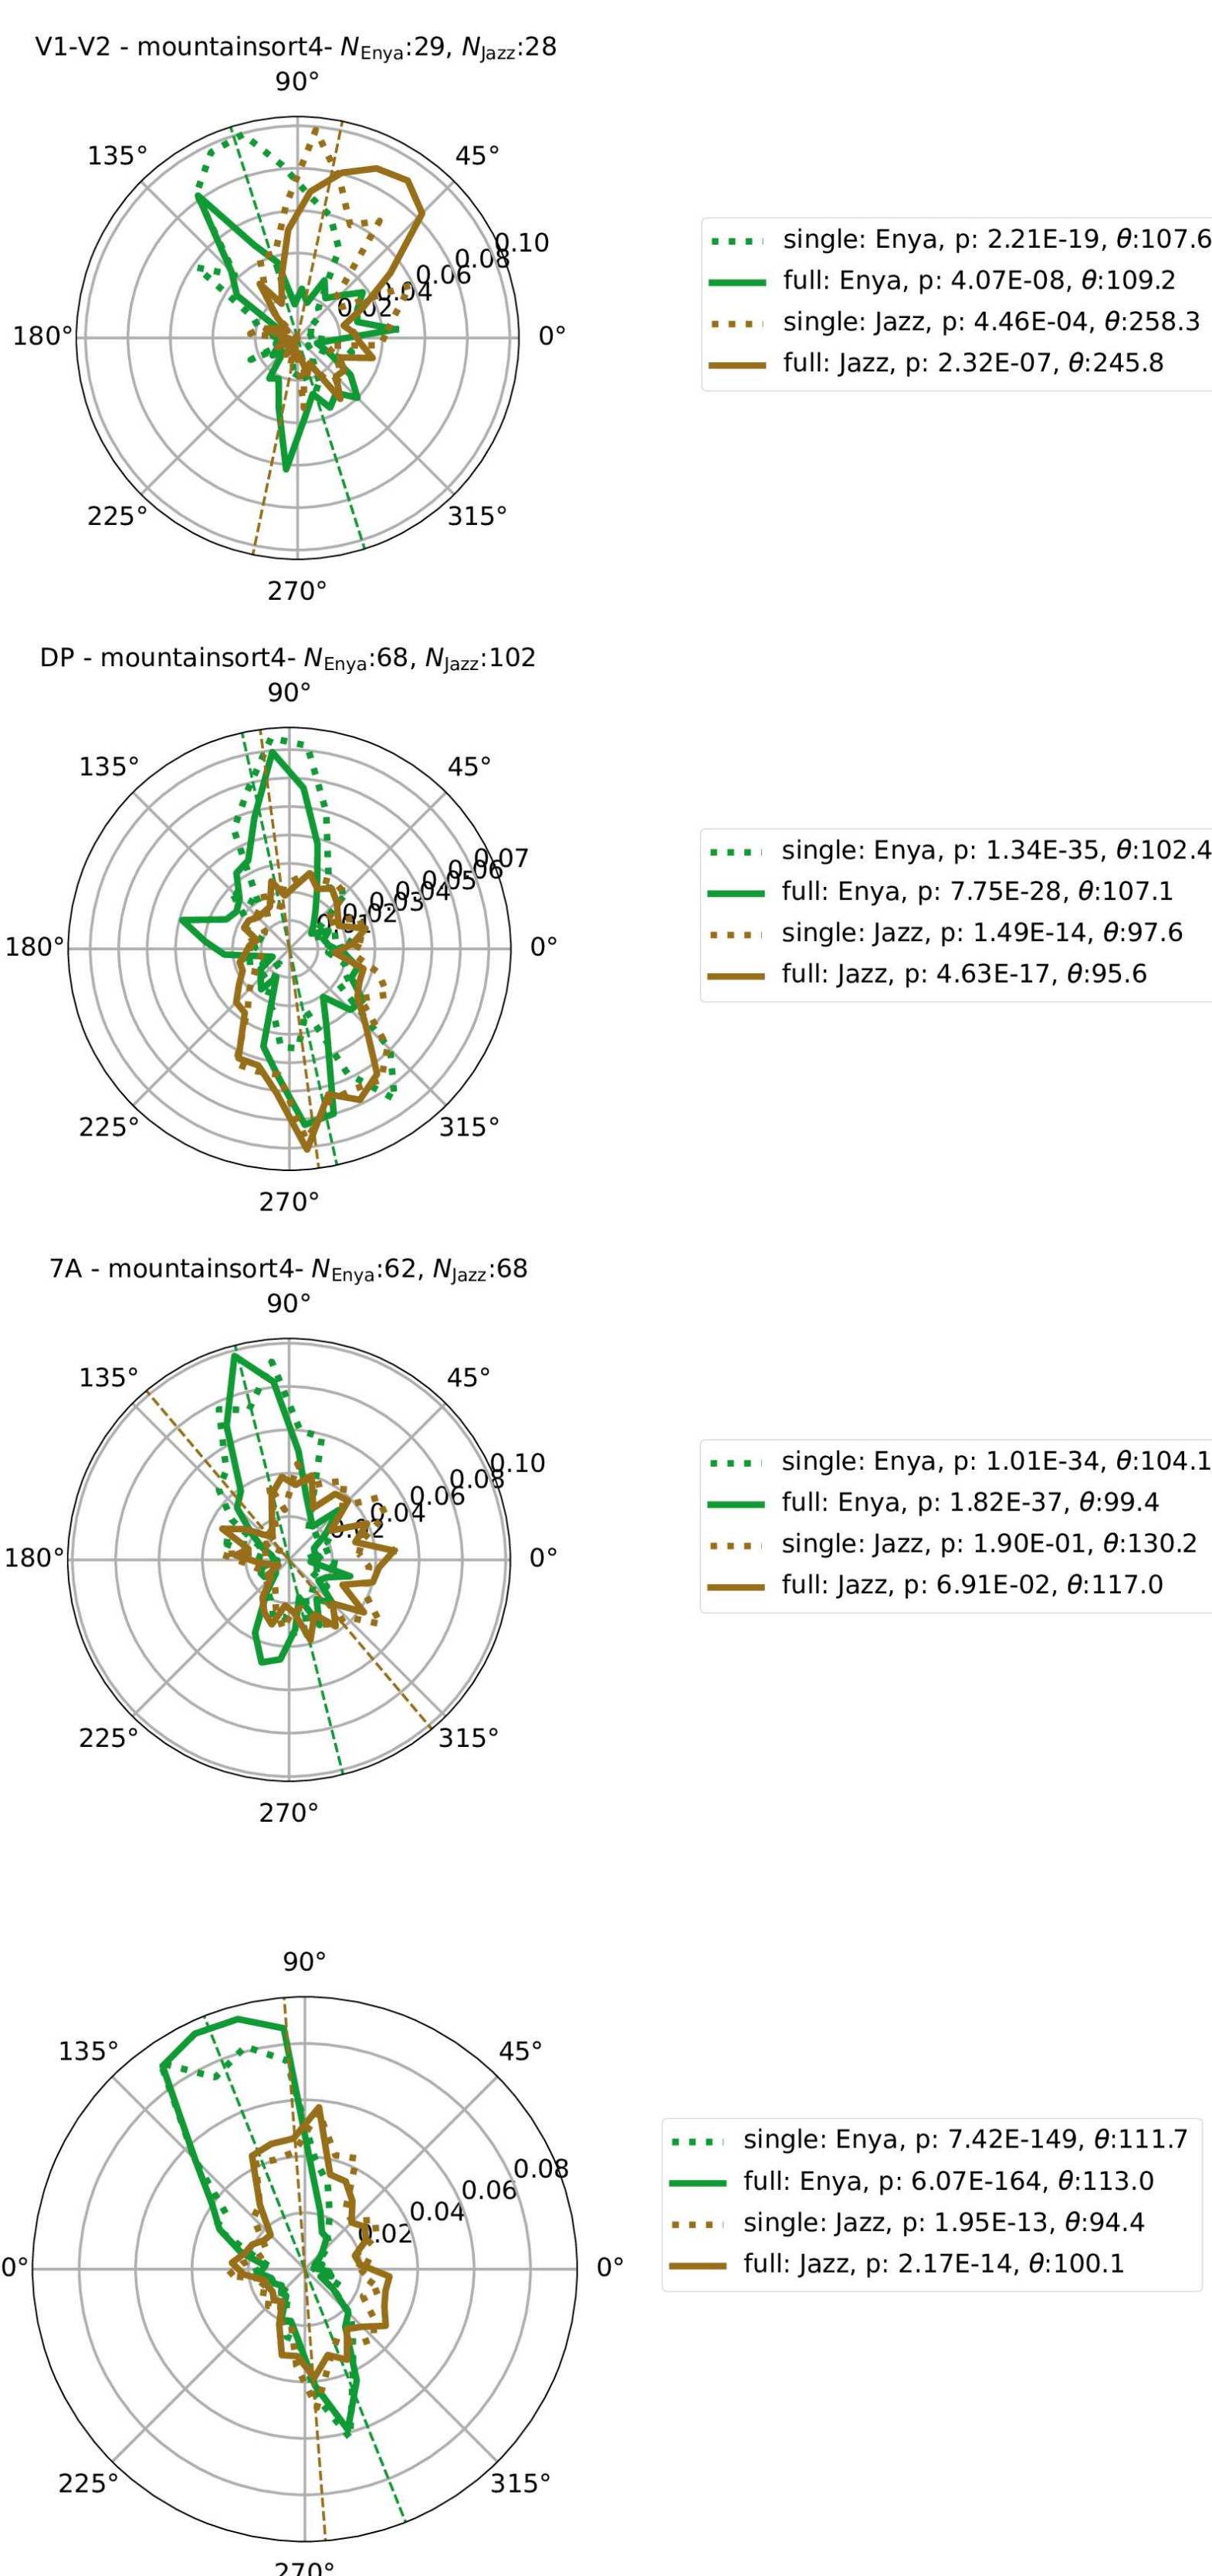 V1-V2 - mountainsort4- N_Enya:29, N_Jazz:28
90°
135°
45°
0.10
0.08
0.06
0.04
0.02
180°
0°
225°
315°
270°
single: Enya, p: 2.21E-19, θ:107.6
full: Enya, p: 4.07E-08, θ:109.2
single: Jazz, p: 4.46E-04, θ:258.3
full: Jazz, p: 2.32E-07, θ:245.8
DP - mountainsort4- N_Enya:68, N_Jazz:102
90°
135°
45°
0.07
0.06
0.05
0.04
0.03
0.02
0.01
180°
0°
225°
315°
270°
single: Enya, p: 1.34E-35, θ:102.4
full: Enya, p: 7.75E-28, θ:107.1
single: Jazz, p: 1.49E-14, θ:97.6
full: Jazz, p: 4.63E-17, θ:95.6
7A - mountainsort4- N_Enya:62, N_Jazz:68
90°
135°
45°
0.10
0.08
0.06
0.04
0.02
180°
0°
225°
315°
270°
single: Enya, p: 1.01E-34, θ:104.1
full: Enya, p: 1.82E-37, θ:99.4
single: Jazz, p: 1.90E-01, θ:130.2
full: Jazz, p: 6.91E-02, θ:117.0
90°
135°
45°
0.08
0.06
0.04
0.02
0°
0°
225°
315°
270°
single: Enya, p: 7.42E-149, θ:111.7
full: Enya, p: 6.07E-164, θ:113.0
single: Jazz, p: 1.95E-13, θ:94.4
full: Jazz, p: 2.17E-14, θ:100.1